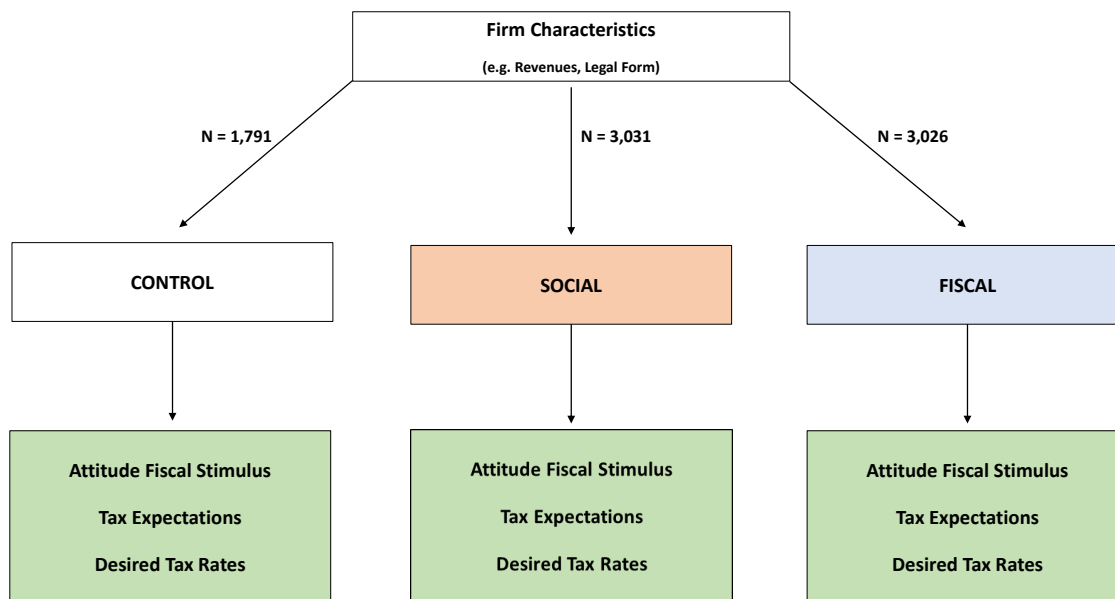 Firm Characteristics
(e.g. Revenues, Legal Form)
N = 1,791
N = 3,031
N = 3,026
CONTROL
SOCIAL
FISCAL
Attitude Fiscal Stimulus
Tax Expectations
Desired Tax Rates
Attitude Fiscal Stimulus
Tax Expectations
Desired Tax Rates
Attitude Fiscal Stimulus
Tax Expectations
Desired Tax Rates